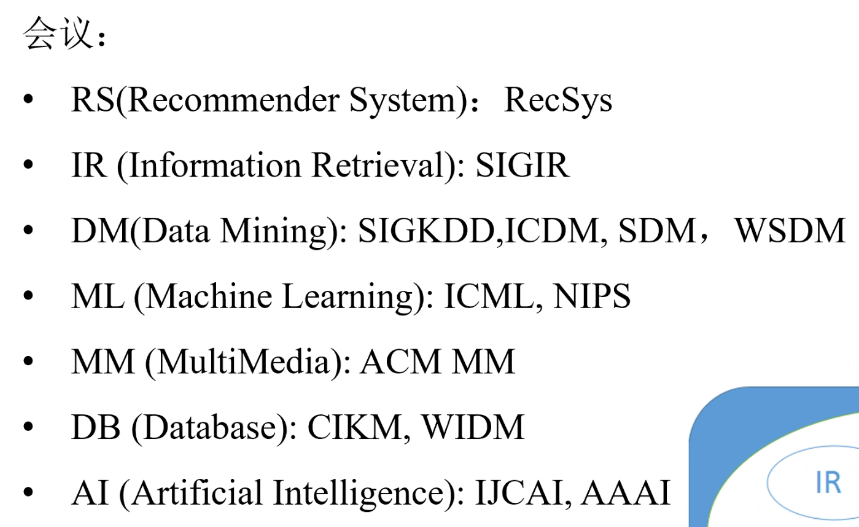 会议：
• RS(Recommender System)： RecSys
• IR (Information Retrieval): SIGIR
• DM(Data Mining): SIGKDD,ICDM, SDM，WSDM
• ML (Machine Learning): ICML, NIPS
• MM (MultiMedia): ACM MM
• DB (Database): CIKM, WIDM
• AI (Artificial Intelligence): IJCAI, AAAI
IR